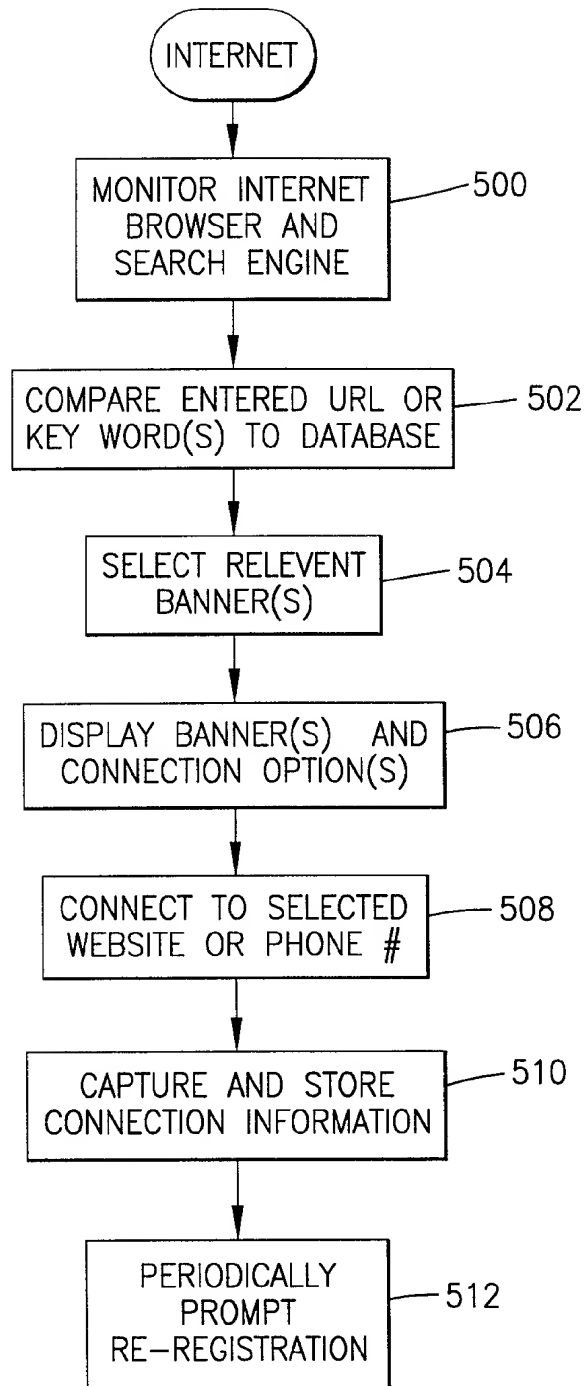 INTERNET
MONITOR INTERNET
BROWSER AND
SEARCH ENGINE
500
COMPARE ENTERED URL OR
KEY WORD(S) TO DATABASE
502
SELECT RELEVENT
BANNER(S)
504
DISPLAY BANNER(S) AND
CONNECTION OPTION(S)
506
CONNECT TO SELECTED
WEBSITE OR PHONE #
508
CAPTURE AND STORE
CONNECTION INFORMATION
510
PERIODICALLY
PROMPT
RE-REGISTRATION
512